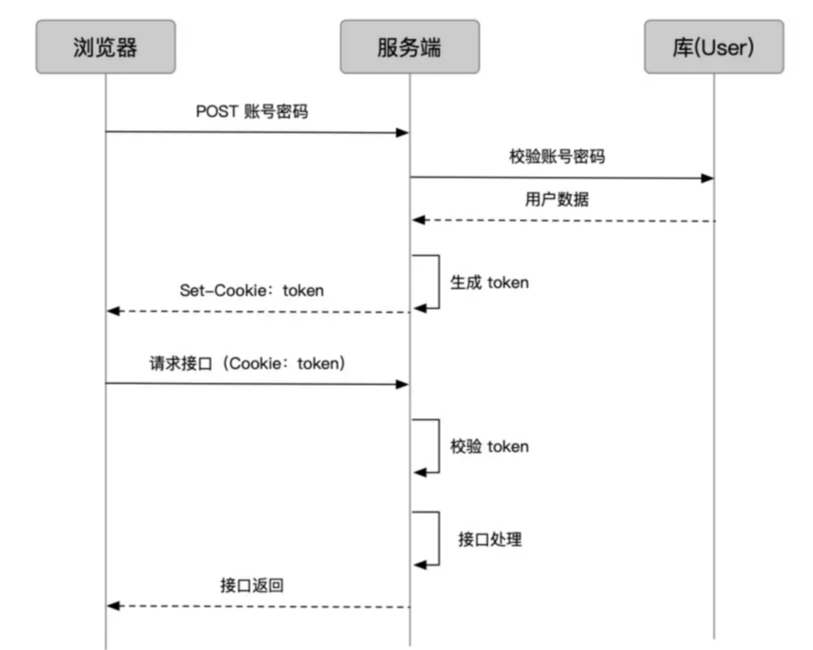 浏览器
服务端
库(User)
POST 账号密码
校验账号密码
用户数据
生成 token
Set-Cookie：token
请求接口（Cookie：token）
校验 token
接口处理
接口返回